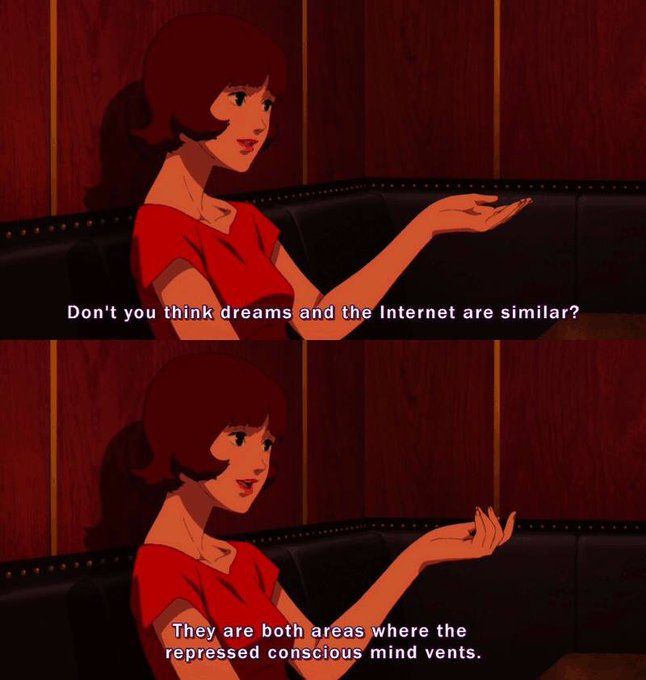 Don't you think dreams and the Internet are similar?
They are both areas where the
repressed conscious mind vents.